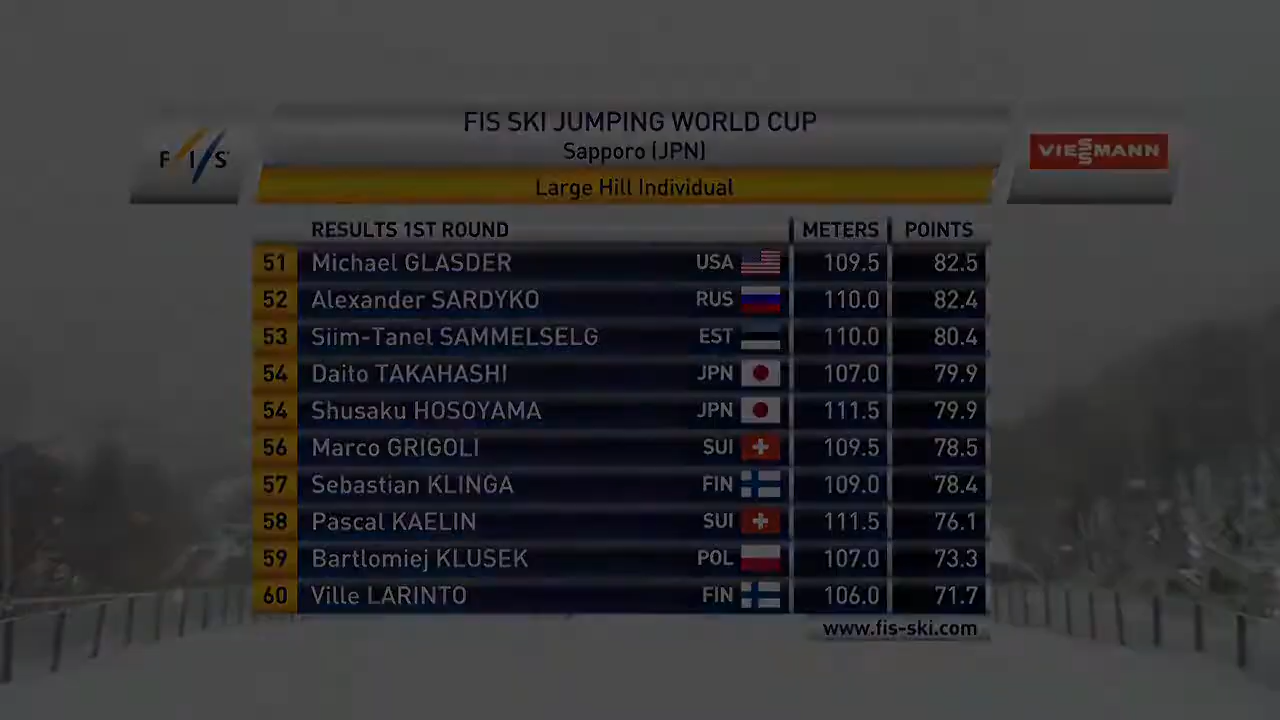 FIS SKI JUMPING WORLD CUP
Sapporo (JPN)
FIS
VIESSMANN
Large Hill Individual
RESULTS 1ST ROUND METERS POINTS
51 Michael GLASDER USA 109.5 82.5
52 Alexander SARDYKO RUS 110.0 82.4
53 Siim-Tanel SAMMELSELG EST 110.0 80.4
54 Daito TAKAHASHI JPN 107.0 79.9
54 Shusaku HOSOYAMA JPN 111.5 79.9
56 Marco GRIGOLI SUI 109.5 78.5
57 Sebastian KLINGA FIN 109.0 78.4
58 Pascal KAELIN SUI 111.5 76.1
59 Bartlomiej KLUSEK POL 107.0 73.3
60 Ville LARINTO FIN 106.0 71.7
www.fis-ski.com